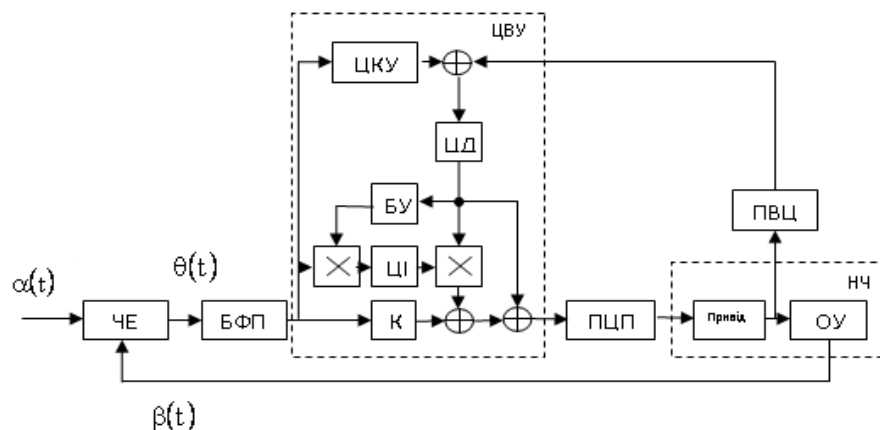 ЦВУ
ЦКУ
ЦД
БУ
ПВЦ
ЦІ
θ(t)
α(t)
НЧ
ЧЕ
БФП
К
ПЦП
Привід
ОУ
β(t)